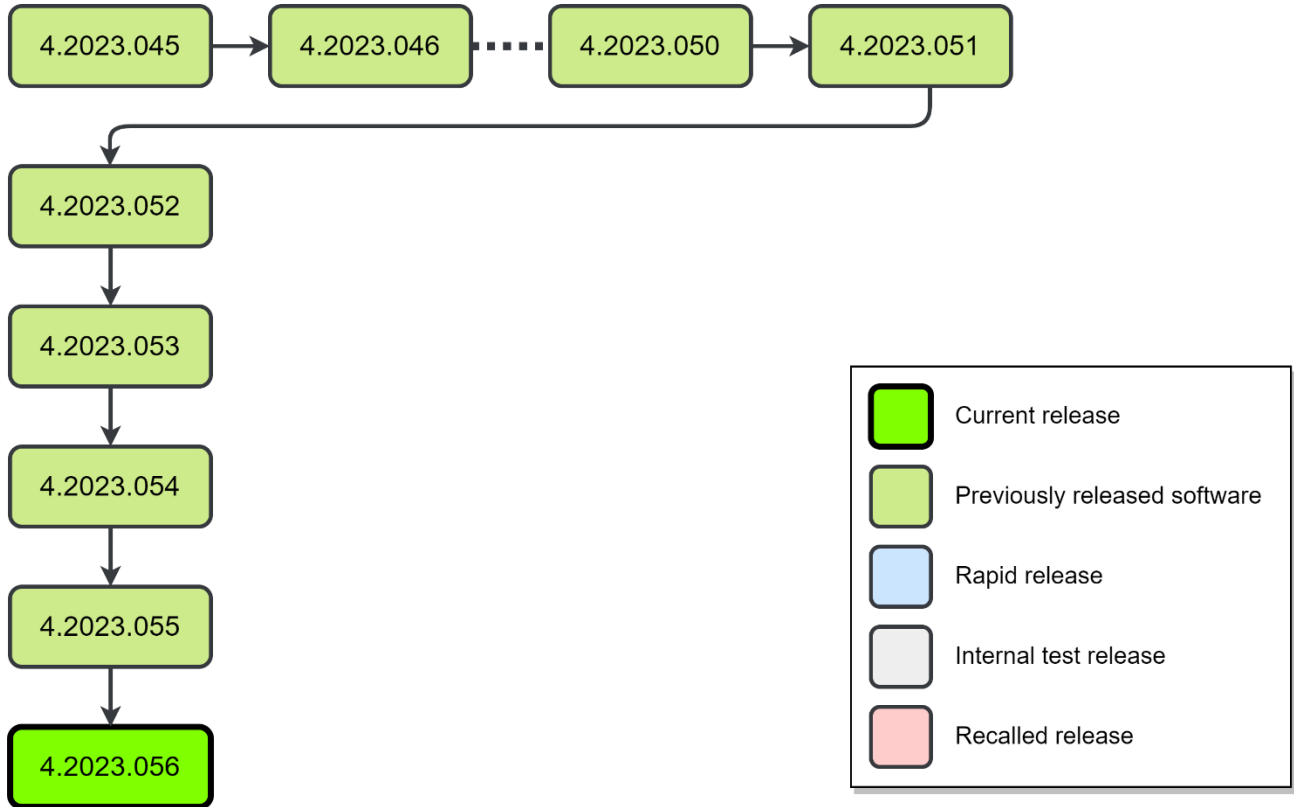 4.2023.045
4.2023.046
4.2023.050
4.2023.051
4.2023.052
4.2023.053
4.2023.054
4.2023.055
4.2023.056
Current release
Previously released software
Rapid release
Internal test release
Recalled release